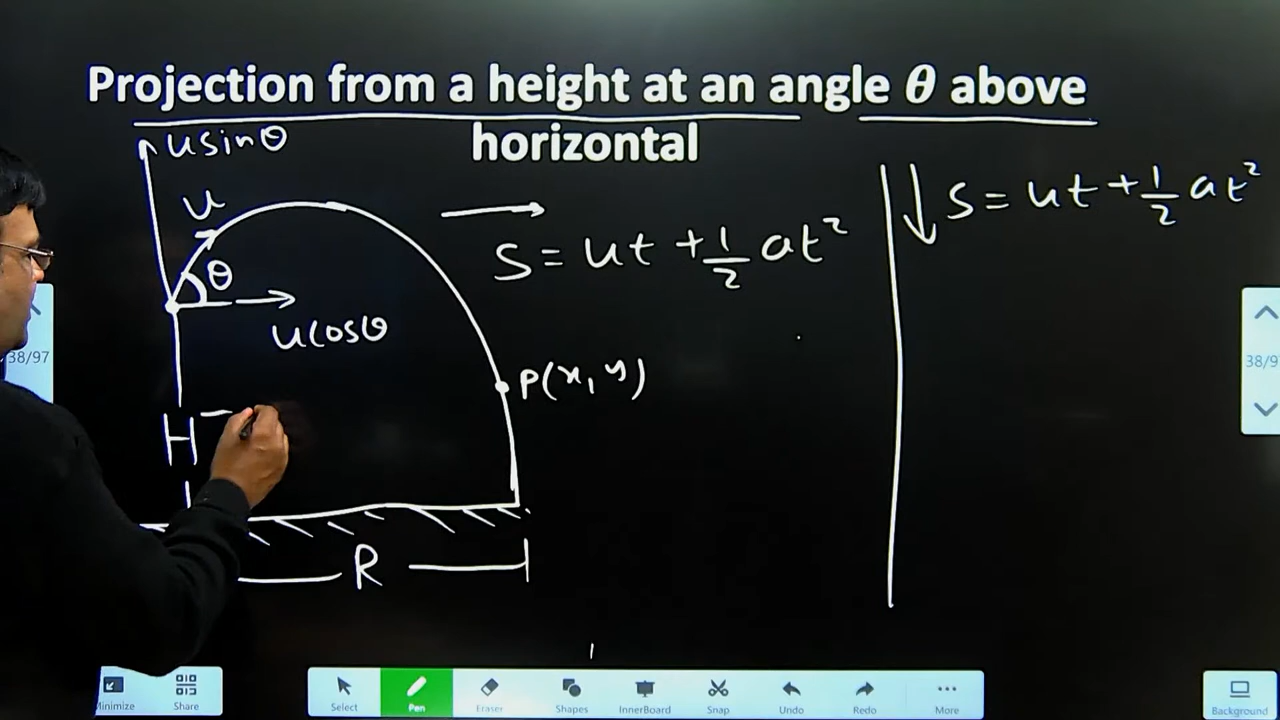 Projection from a height at an angle θ above
horizontal
usinθ
u
θ
ucosθ
S = ut + 1/2 at²
S = ut + 1/2 at²
P(x, y)
H
R
38/97
38/9
Minimize
Share
Select
Pen
Eraser
Shapes
InnerBoard
Snap
Undo
Redo
More
Background